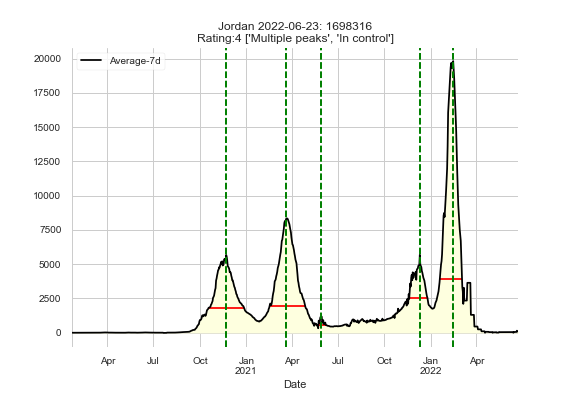 Jordan 2022-06-23: 1698316
Rating:4 ['Multiple peaks', 'In control']
Average-7d
20000
17500
15000
12500
10000
7500
5000
2500
0
Apr Jul Oct Jan Apr Jul Oct Jan Apr
2021 2022
Date